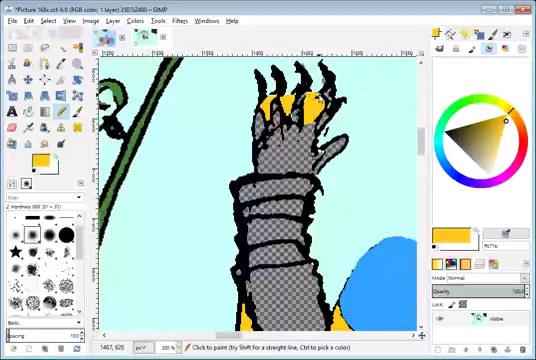 *Picture 168x.xcf-6.0 (RGB color, 1 layer) 3507x2480 – GIMP
File Edit Select View Image Layer Colors Tools Filters Windows Help
Filter
2. Hardness 050 (51 × 51)
Basic,
Spacing 10.0
1467, 626 px 200 % Click to paint (try Shift for a straight line, Ctrl to pick a color)
ffc71c
Mode Normal
Opacity 100.0
Lock:
Visible